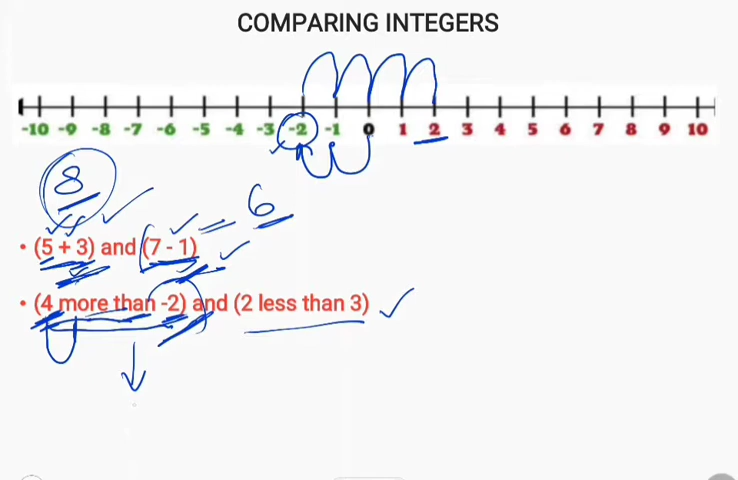 COMPARING INTEGERS
-10 -9 -8 -7 -6 -5 -4 -3 -2 -1 0 1 2 3 4 5 6 7 8 9 10
8
= 6
• (5 + 3) and (7 - 1)
• (4 more than -2) and (2 less than 3)